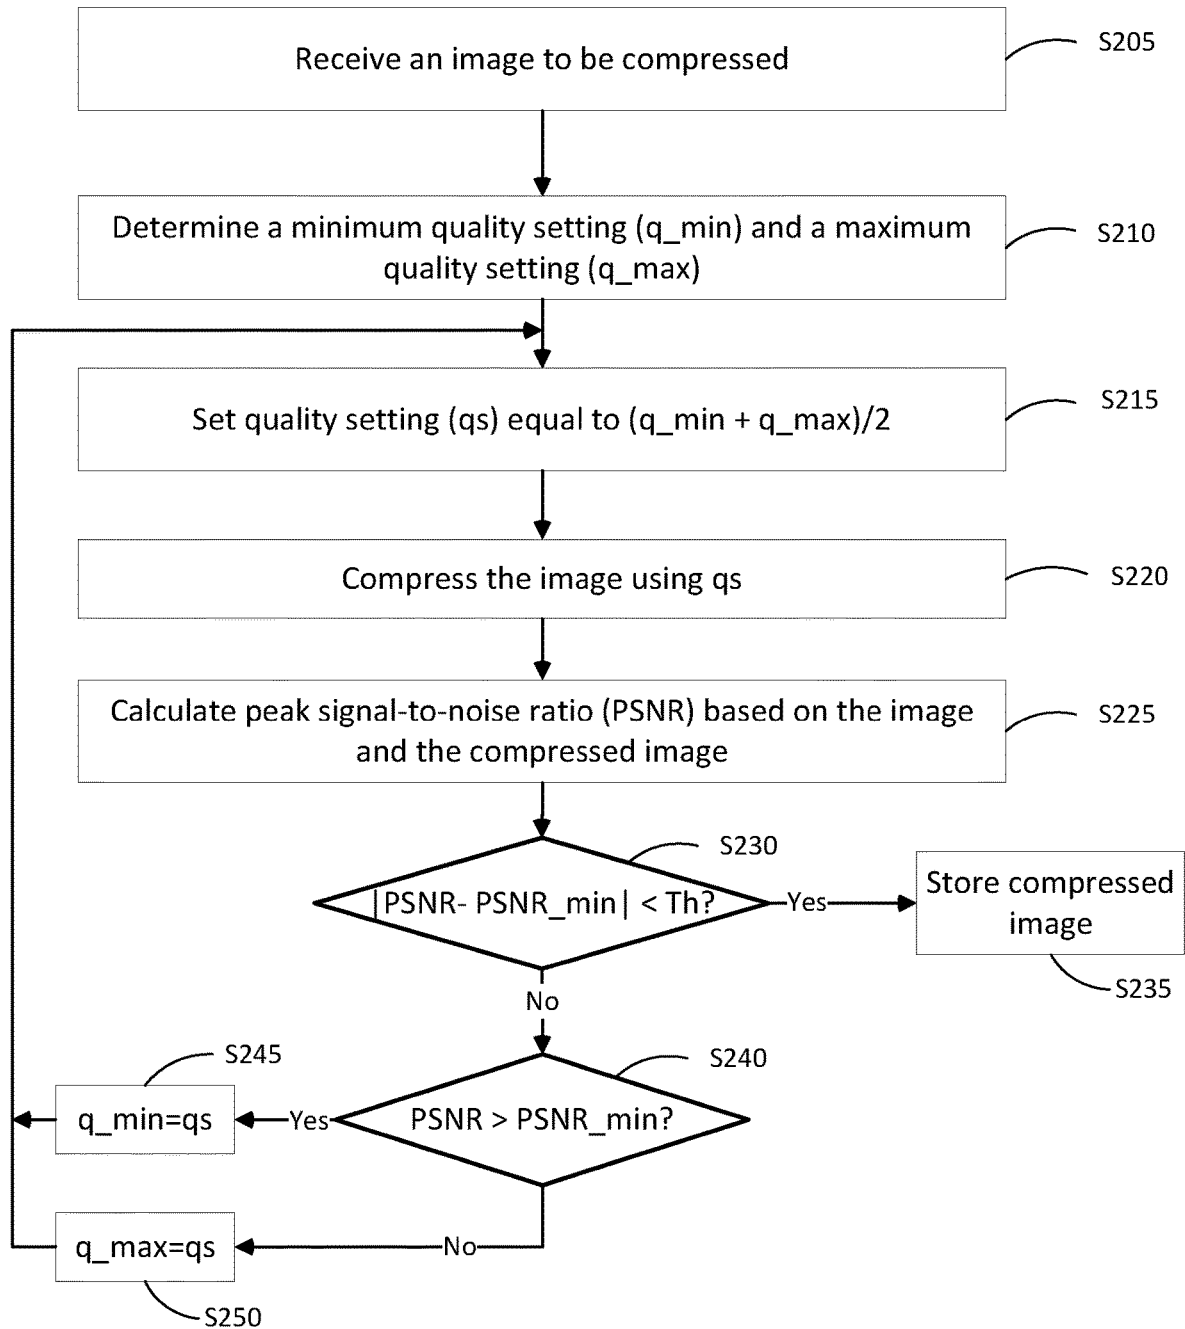 Receive an image to be compressed
S205
Determine a minimum quality setting (q_min) and a maximum
quality setting (q_max)
S210
Set quality setting (qs) equal to (q_min + q_max)/2
S215
Compress the image using qs
S220
Calculate peak signal-to-noise ratio (PSNR) based on the image
and the compressed image
S225
S230
|PSNR- PSNR_min| < Th?
Yes
Store compressed
image
S235
No
S240
S245
PSNR > PSNR_min?
Yes
q_min=qs
No
q_max=qs
S250